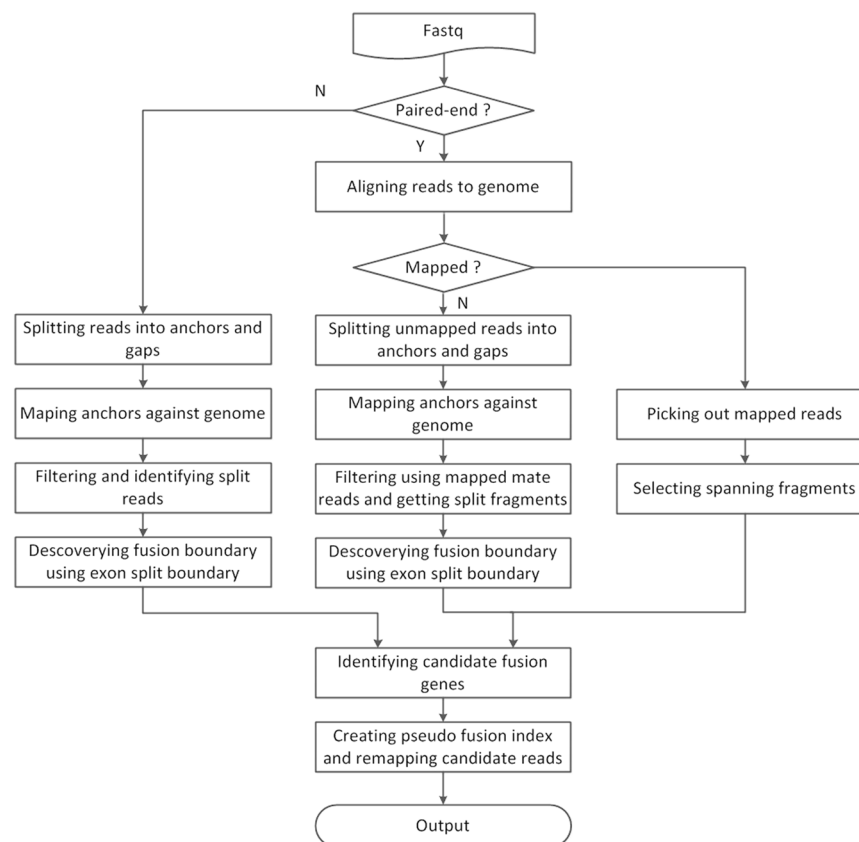 Fastq
N
Paired-end ?
Y
Aligning reads to genome
Mapped ?
N
Splitting reads into anchors and
gaps
Splitting unmapped reads into
anchors and gaps
Maping anchors against genome
Mapping anchors against
genome
Picking out mapped reads
Filtering and identifying split
reads
Filtering using mapped mate
reads and getting split fragments
Selecting spanning fragments
Descoverying fusion boundary
using exon split boundary
Descoverying fusion boundary
using exon split boundary
Identifying candidate fusion
genes
Creating pseudo fusion index
and remapping candidate reads
Output